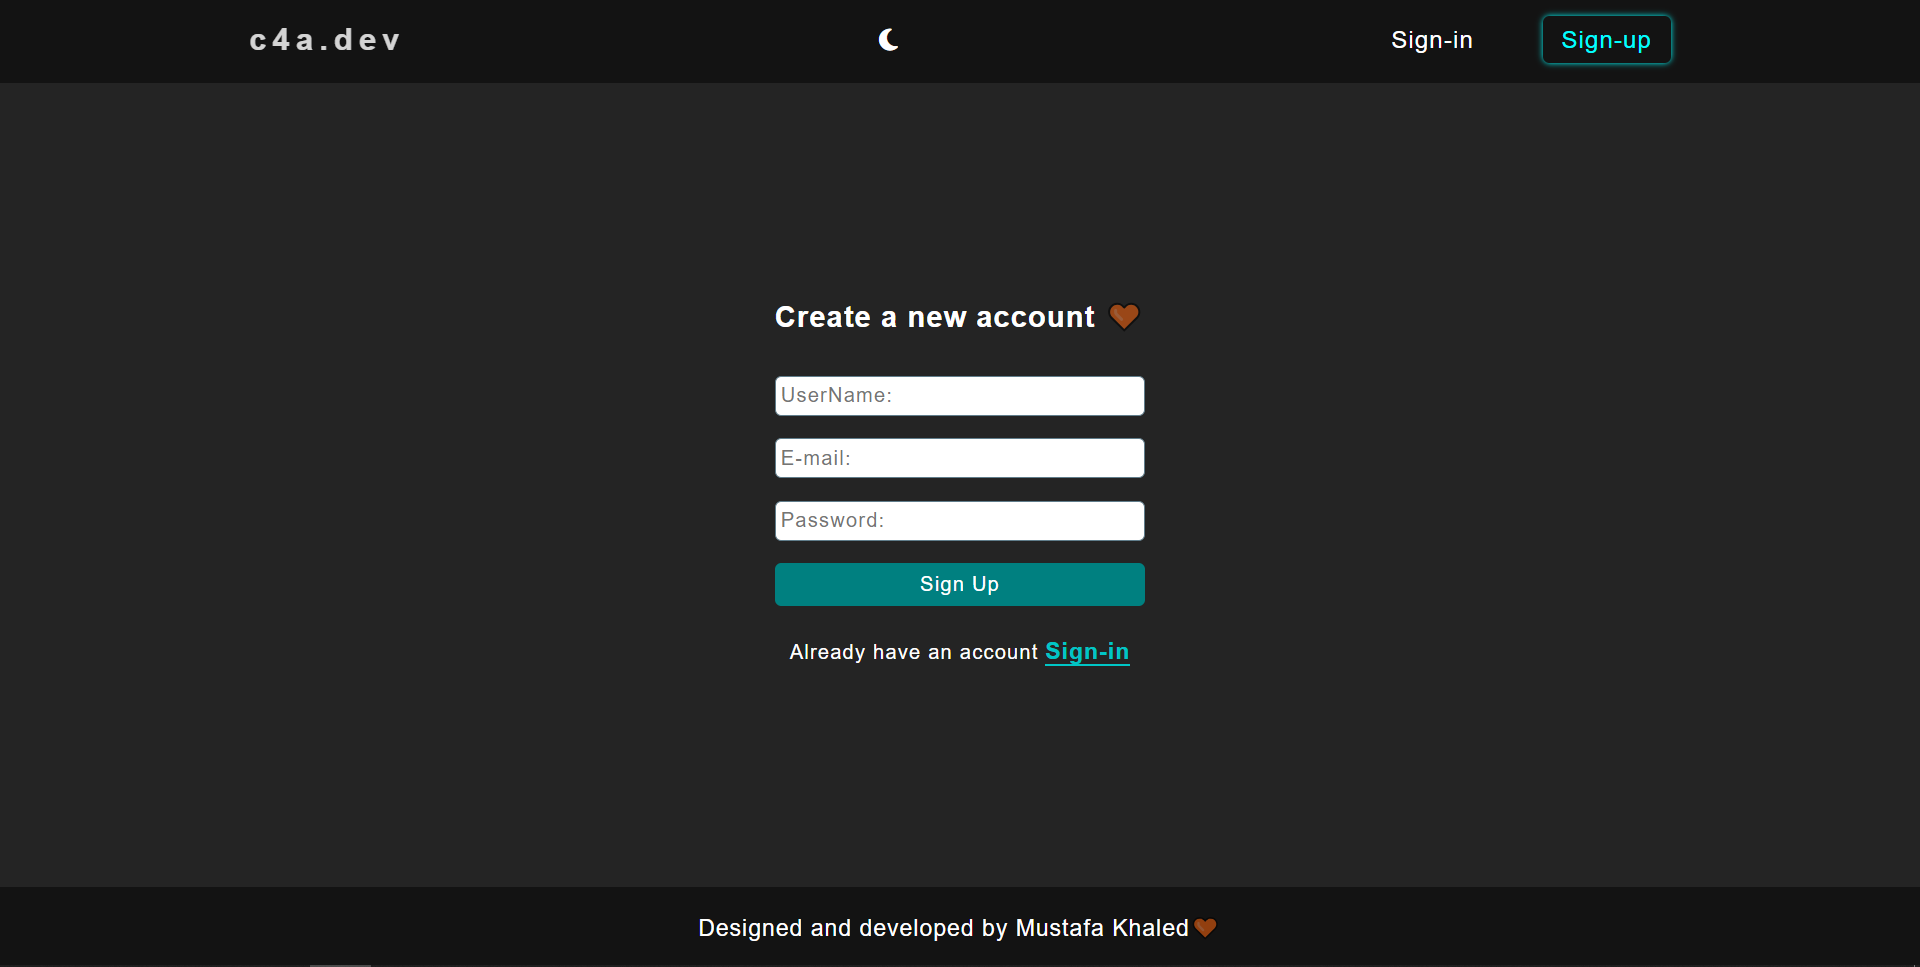 c4a.dev
Sign-in
Sign-up
Create a new account 🤎
UserName:
E-mail:
Password:
Sign Up
Already have an account Sign-in
Designed and developed by Mustafa Khaled🤎